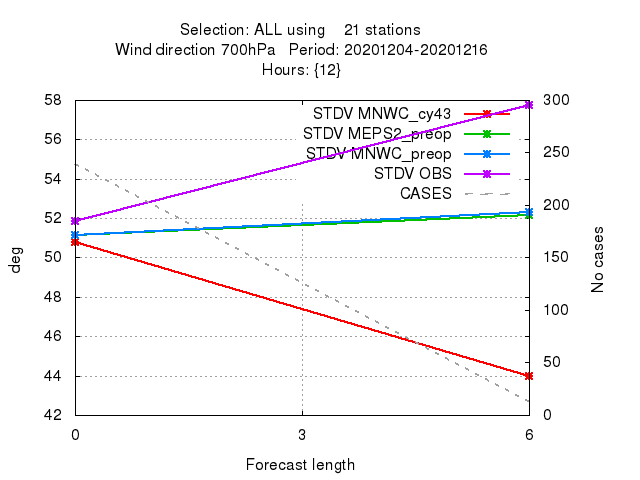 Selection: ALL using    21 stations
Wind direction 700hPa   Period: 20201204-20201216
Hours: {12}
STDV MNWC_cy43
STDV MEPS2_preop
STDV MNWC_preop
STDV OBS
CASES
58
56
54
52
50
48
46
44
42
300
250
200
150
100
50
0
deg
No cases
0 3 6
Forecast length